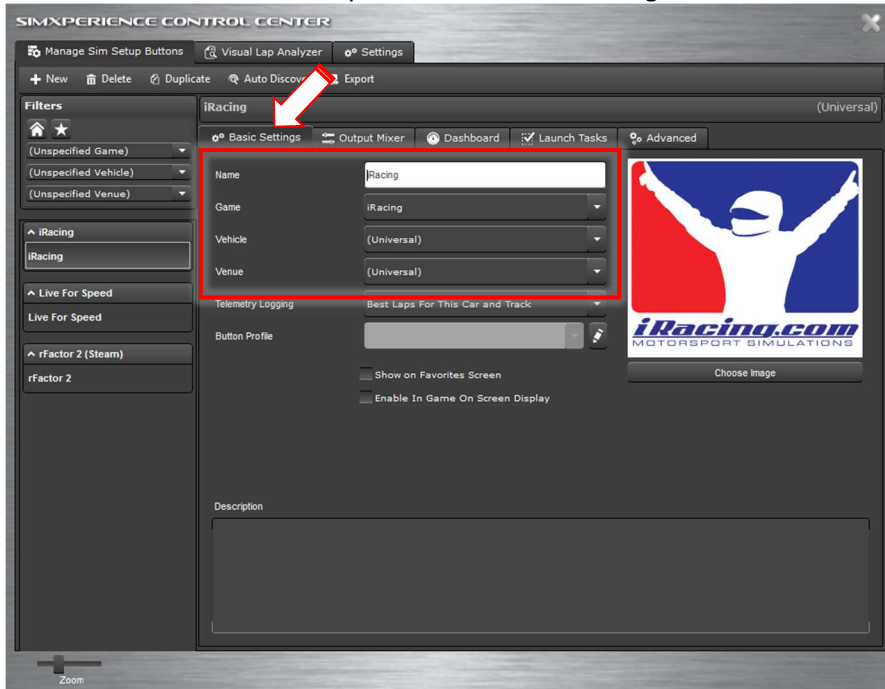 SIMXPERIENCE CONTROL CENTER
Manage Sim Setup Buttons Visual Lap Analyzer Settings
New Delete Duplicate Auto Discover Export
Filters
iRacing (Universal)
Basic Settings Output Mixer Dashboard Launch Tasks Advanced
(Unspecified Game)
(Unspecified Vehicle)
(Unspecified Venue)
Name iRacing
Game iRacing
Vehicle (Universal)
Venue (Universal)
Telemetry Logging Best Laps For This Car and Track
Button Profile
Show on Favorites Screen
Enable In Game On Screen Display
iRacing.com
MOTORSPORT SIMULATIONS
Choose Image
iRacing
iRacing
Live For Speed
Live For Speed
rFactor 2 (Steam)
rFactor 2
Description
Zoom